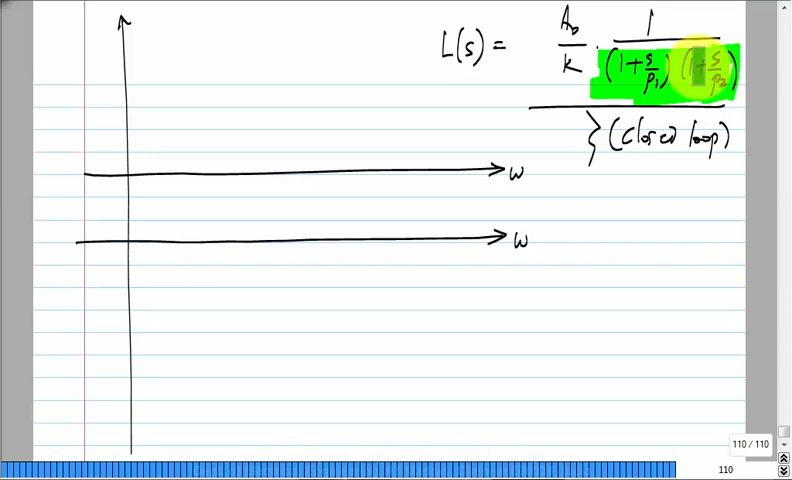 L(s) = A₀/k · 1/((1+s/p₁)(1+s/p₂))
ζ (Closed loop)
ω
ω
110 / 110
110